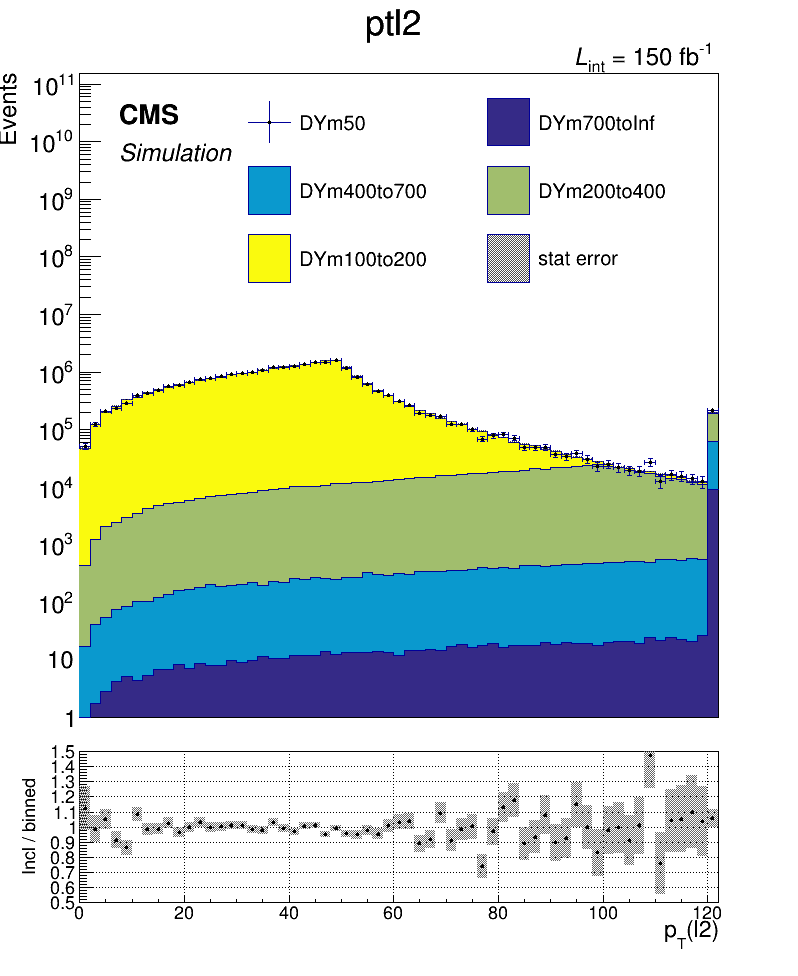 ptl2
L_int = 150 fb^-1
Events
CMS
Simulation
DYm50
DYm700toInf
DYm400to700
DYm200to400
DYm100to200
stat error
10^11
10^10
10^9
10^8
10^7
10^6
10^5
10^4
10^3
10^2
10
1
Incl / binned
1.5
1.4
1.3
1.2
1.1
1
0.9
0.8
0.7
0.6
0.5
0 20 40 60 80 100 120
p_T(l2)